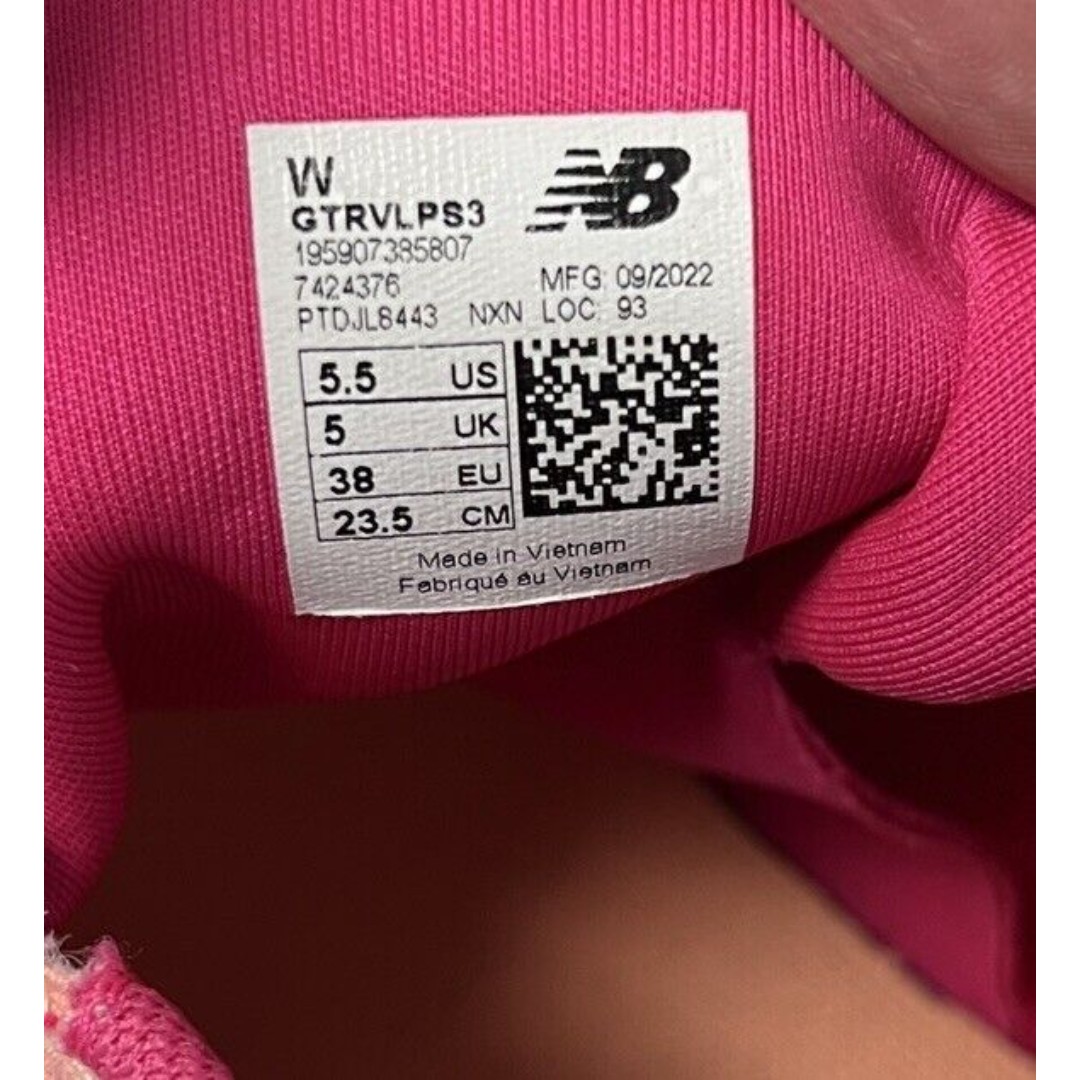 W
NB
GTRVLPS3
195907385807
7424376 MFG: 09/2022
PTDJL8443 NXN LOC: 93
5.5 US
5 UK
38 EU
23.5 CM
Made in Vietnam
Fabriqué au Vietnam